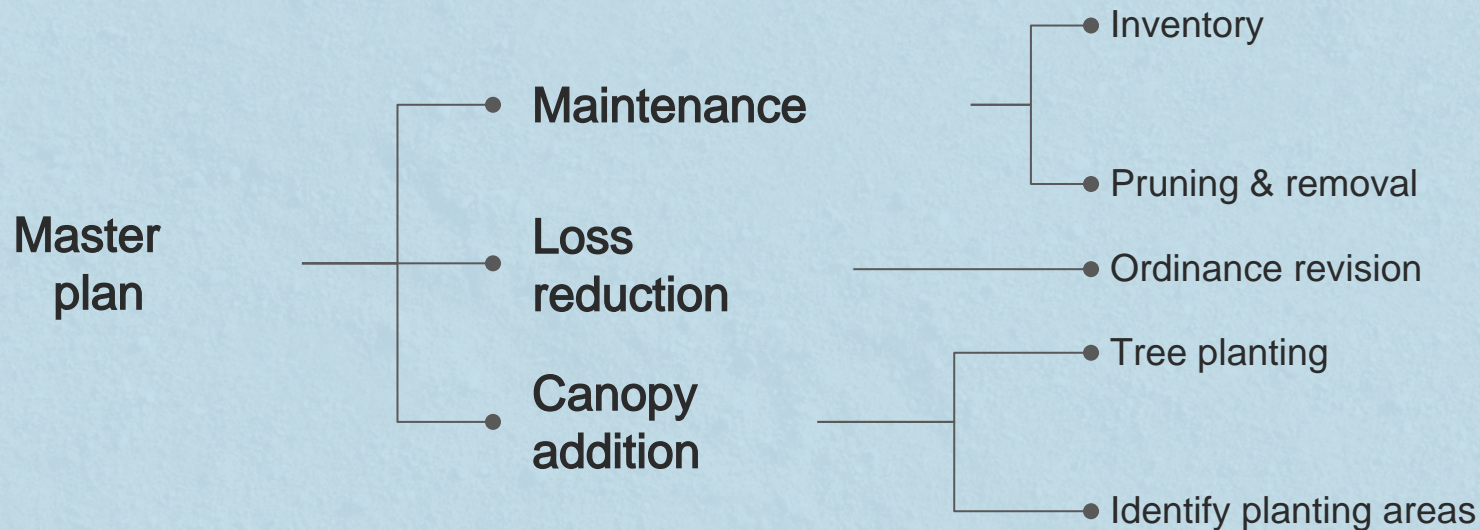 Master
plan
Maintenance
Loss
reduction
Canopy
addition
Inventory
Pruning & removal
Ordinance revision
Tree planting
Identify planting areas